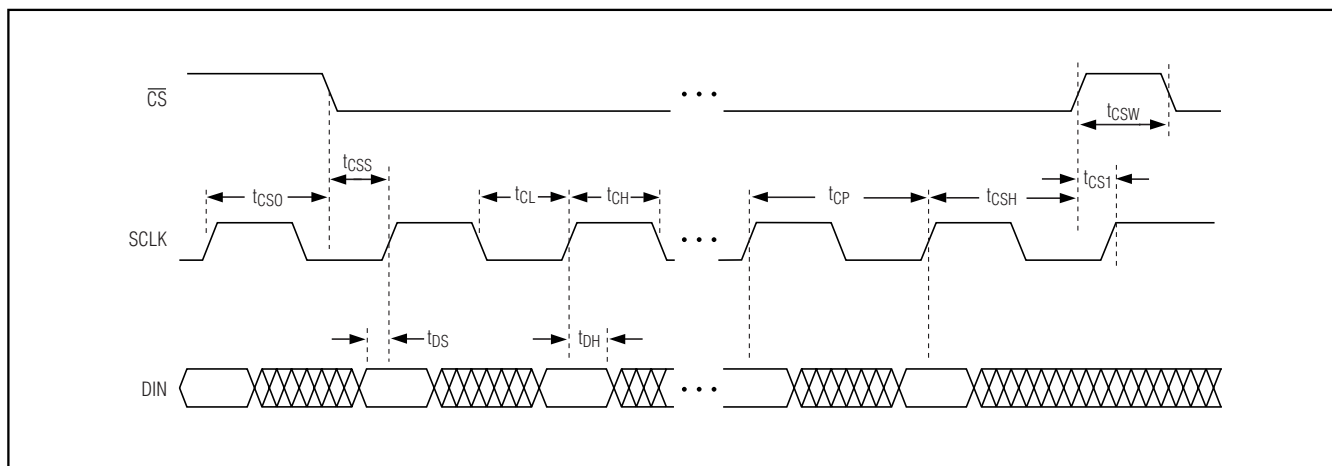 CS
tCSW
tCSS
tCS0 tCL tCH tCP tCSH tCS1
SCLK
tDS tDH
DIN